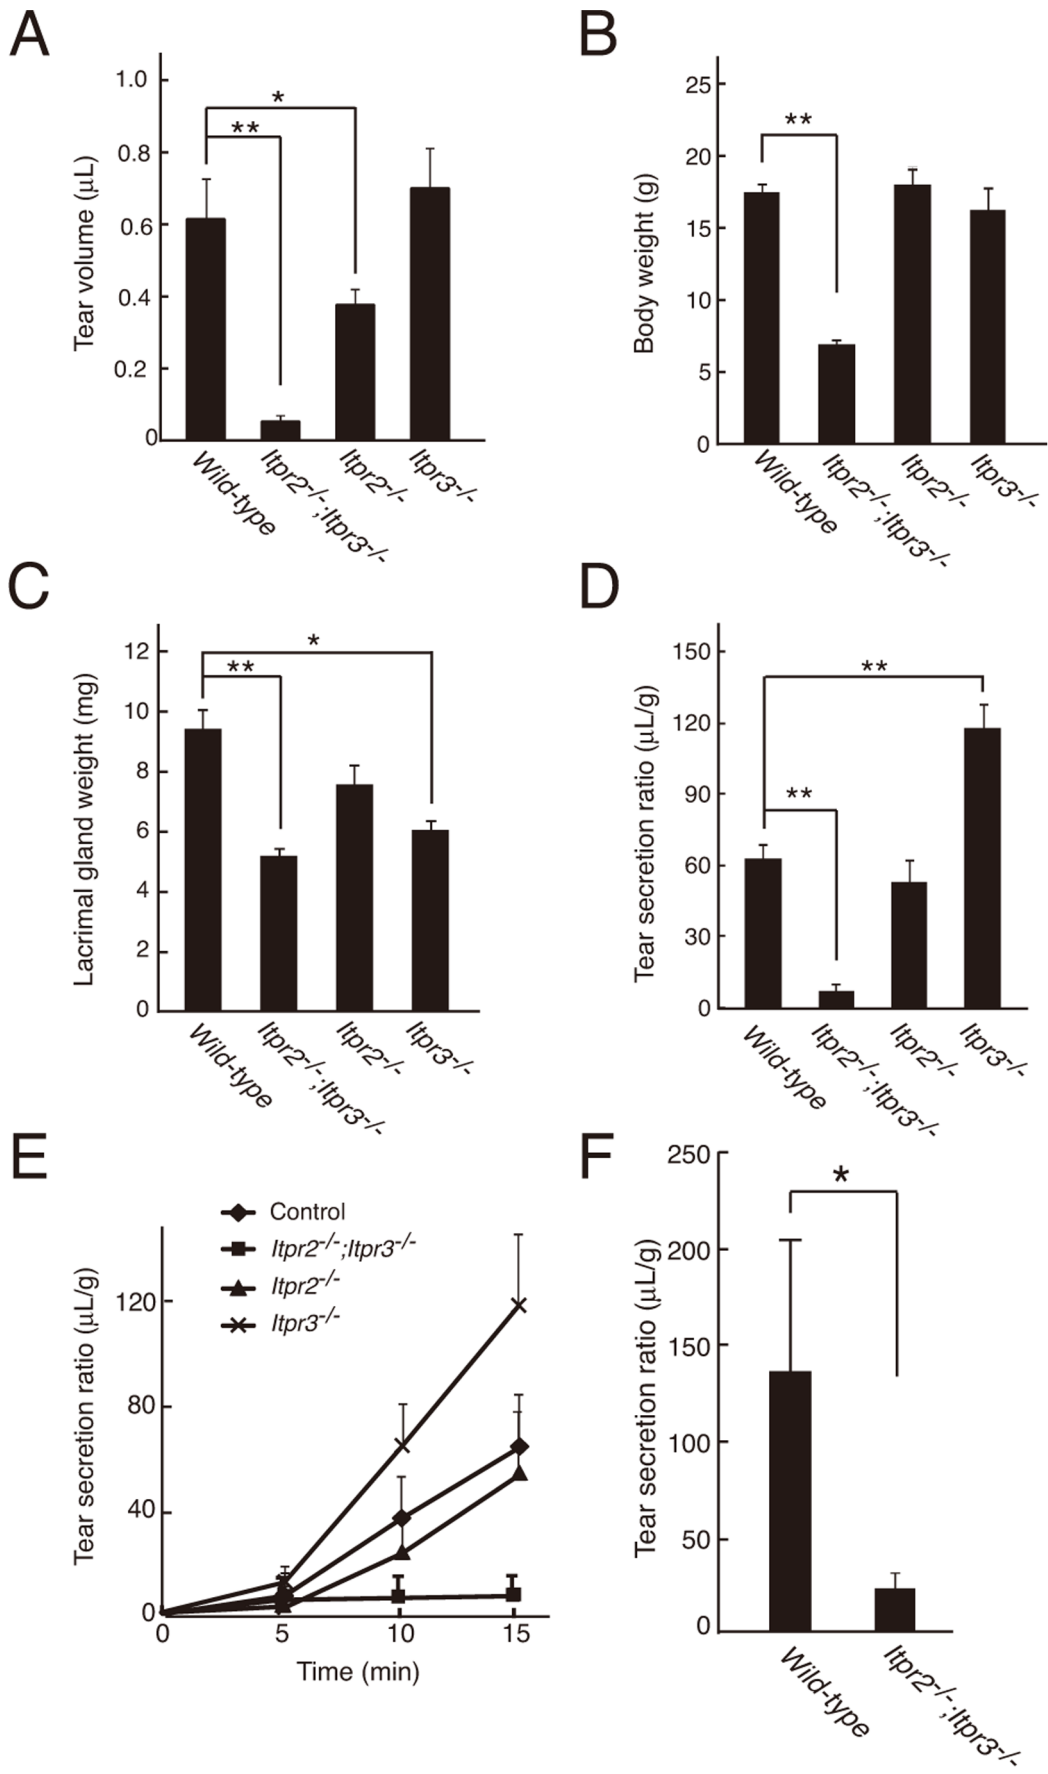 A
Tear volume (µL)
1.0
0.8
0.6
0.4
0.2
0
*
**
Wild-type
Itpr2-/-;Itpr3-/-
Itpr2-/-
Itpr3-/-
B
Body weight (g)
25
20
15
10
5
0
**
Wild-type
Itpr2-/-;Itpr3-/-
Itpr2-/-
Itpr3-/-
C
Lacrimal gland weight (mg)
12
10
8
6
4
2
0
*
**
Wild-type
Itpr2-/-;Itpr3-/-
Itpr2-/-
Itpr3-/-
D
Tear secretion ratio (µL/g)
150
120
90
60
30
0
**
**
Wild-type
Itpr2-/-;Itpr3-/-
Itpr2-/-
Itpr3-/-
E
Control
Itpr2-/-;Itpr3-/-
Itpr2-/-
Itpr3-/-
Tear secretion ratio (µL/g)
120
80
40
0
0 5 10 15
Time (min)
F
Tear secretion ratio (µL/g)
250
200
150
100
50
0
*
Wild-type
Itpr2-/-;Itpr3-/-